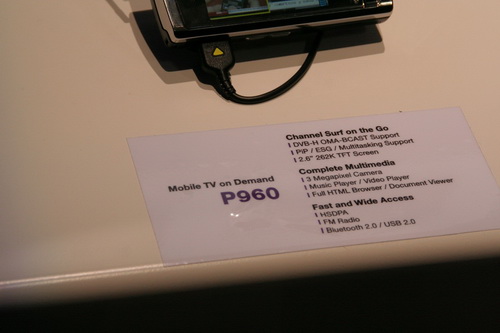 Mobile TV on Demand
P960
Channel Surf on the Go
I DVB-H OMA-BCAST Support
I PiP / ESG / Multitasking Support
I 2.6" 262K TFT Screen
Complete Multimedia
I 3 Megapixel Camera
I Music Player / Video Player
I Full HTML Browser / Document Viewer
Fast and Wide Access
I HSDPA
I FM Radio
I Bluetooth 2.0 / USB 2.0